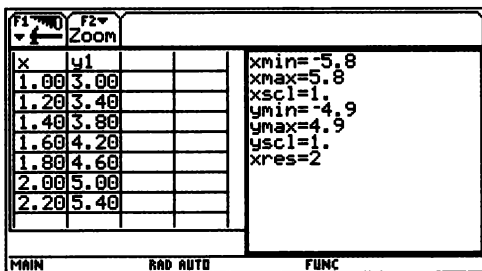 F1 F2
Zoom
x y1
1.00 3.00
1.20 3.40
1.40 3.80
1.60 4.20
1.80 4.60
2.00 5.00
2.20 5.40
xmin=-5.8
xmax=5.8
xscl=1.
ymin=-4.9
ymax=4.9
yscl=1.
xres=2
MAIN RAD AUTO FUNC